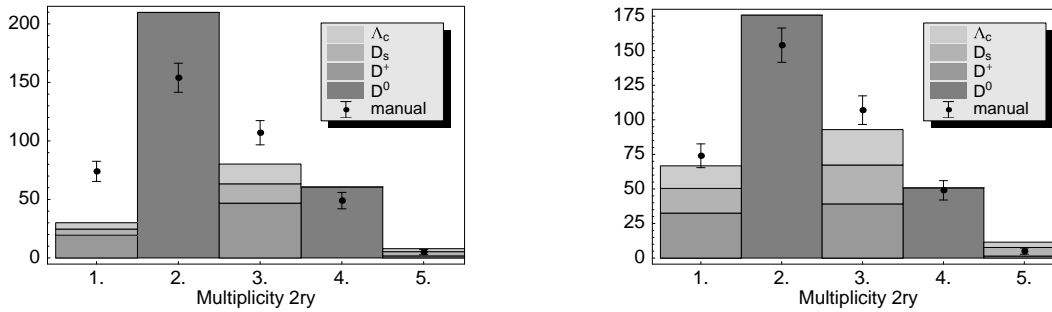 200
150
100
50
0
1. 2. 3. 4. 5.
Multiplicity 2ry
Λc
Ds
D+
D0
manual
175
150
125
100
75
50
25
0
1. 2. 3. 4. 5.
Multiplicity 2ry
Λc
Ds
D+
D0
manual